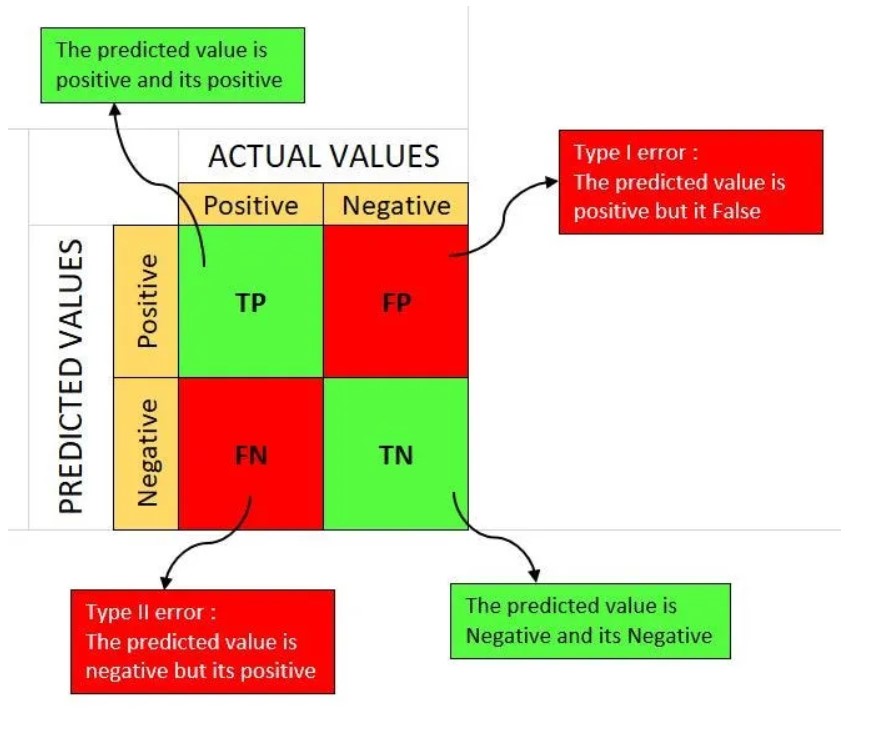 The predicted value is
positive and its positive
ACTUAL VALUES
Type I error :
The predicted value is
positive but it False
Positive
Negative
PREDICTED VALUES
Positive
TP
FP
Negative
FN
TN
Type II error :
The predicted value is
negative but its positive
The predicted value is
Negative and its Negative